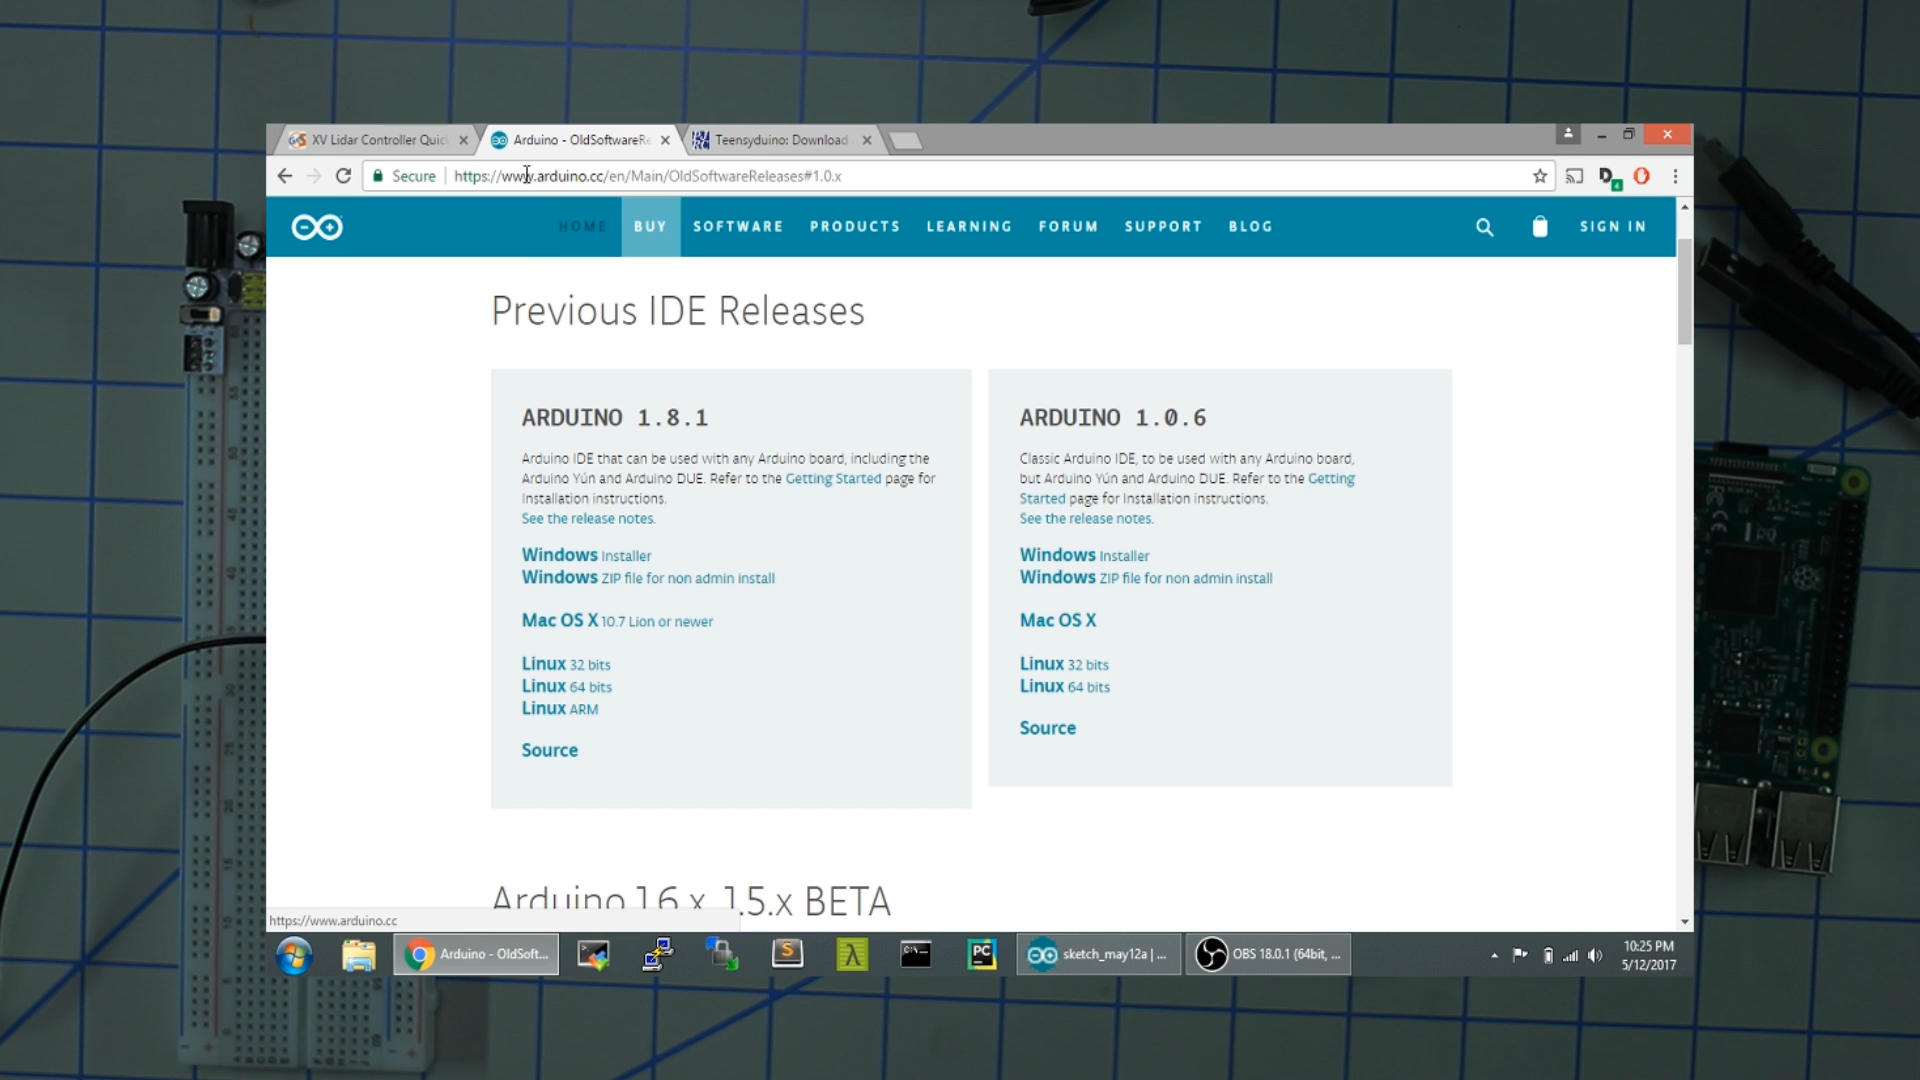 XV Lidar Controller Quic
Arduino - OldSoftwareRe
Teensyduino: Download
Secure
https://www.arduino.cc/en/Main/OldSoftwareReleases#1.0.x
HOME BUY SOFTWARE PRODUCTS LEARNING FORUM SUPPORT BLOG SIGN IN
Previous IDE Releases
ARDUINO 1.8.1
Arduino IDE that can be used with any Arduino board, including the
Arduino Yún and Arduino DUE. Refer to the Getting Started page for
Installation instructions.
See the release notes.
Windows Installer
Windows ZIP file for non admin install
Mac OS X 10.7 Lion or newer
Linux 32 bits
Linux 64 bits
Linux ARM
Source
ARDUINO 1.0.6
Classic Arduino IDE, to be used with any Arduino board,
but Arduino Yún and Arduino DUE. Refer to the Getting
Started page for Installation instructions.
See the release notes.
Windows Installer
Windows ZIP file for non admin install
Mac OS X
Linux 32 bits
Linux 64 bits
Source
Arduino 1.6.x, 1.5.x BETA
https://www.arduino.cc
Arduino - OldSoft...
PC
sketch_may12a | ...
OBS 18.0.1 (64bit, ...
10:25 PM
5/12/2017